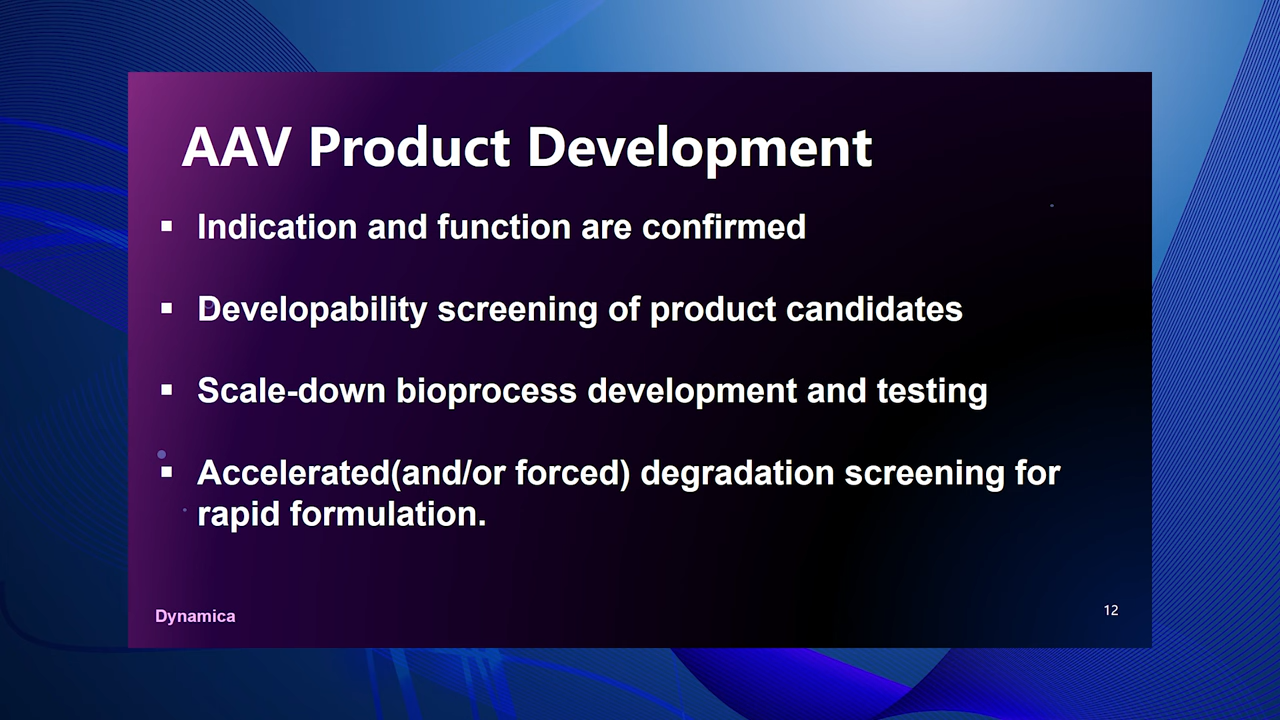 AAV Product Development
▪ Indication and function are confirmed
▪ Developability screening of product candidates
▪ Scale-down bioprocess development and testing
▪ Accelerated(and/or forced) degradation screening for
rapid formulation.
Dynamica
12